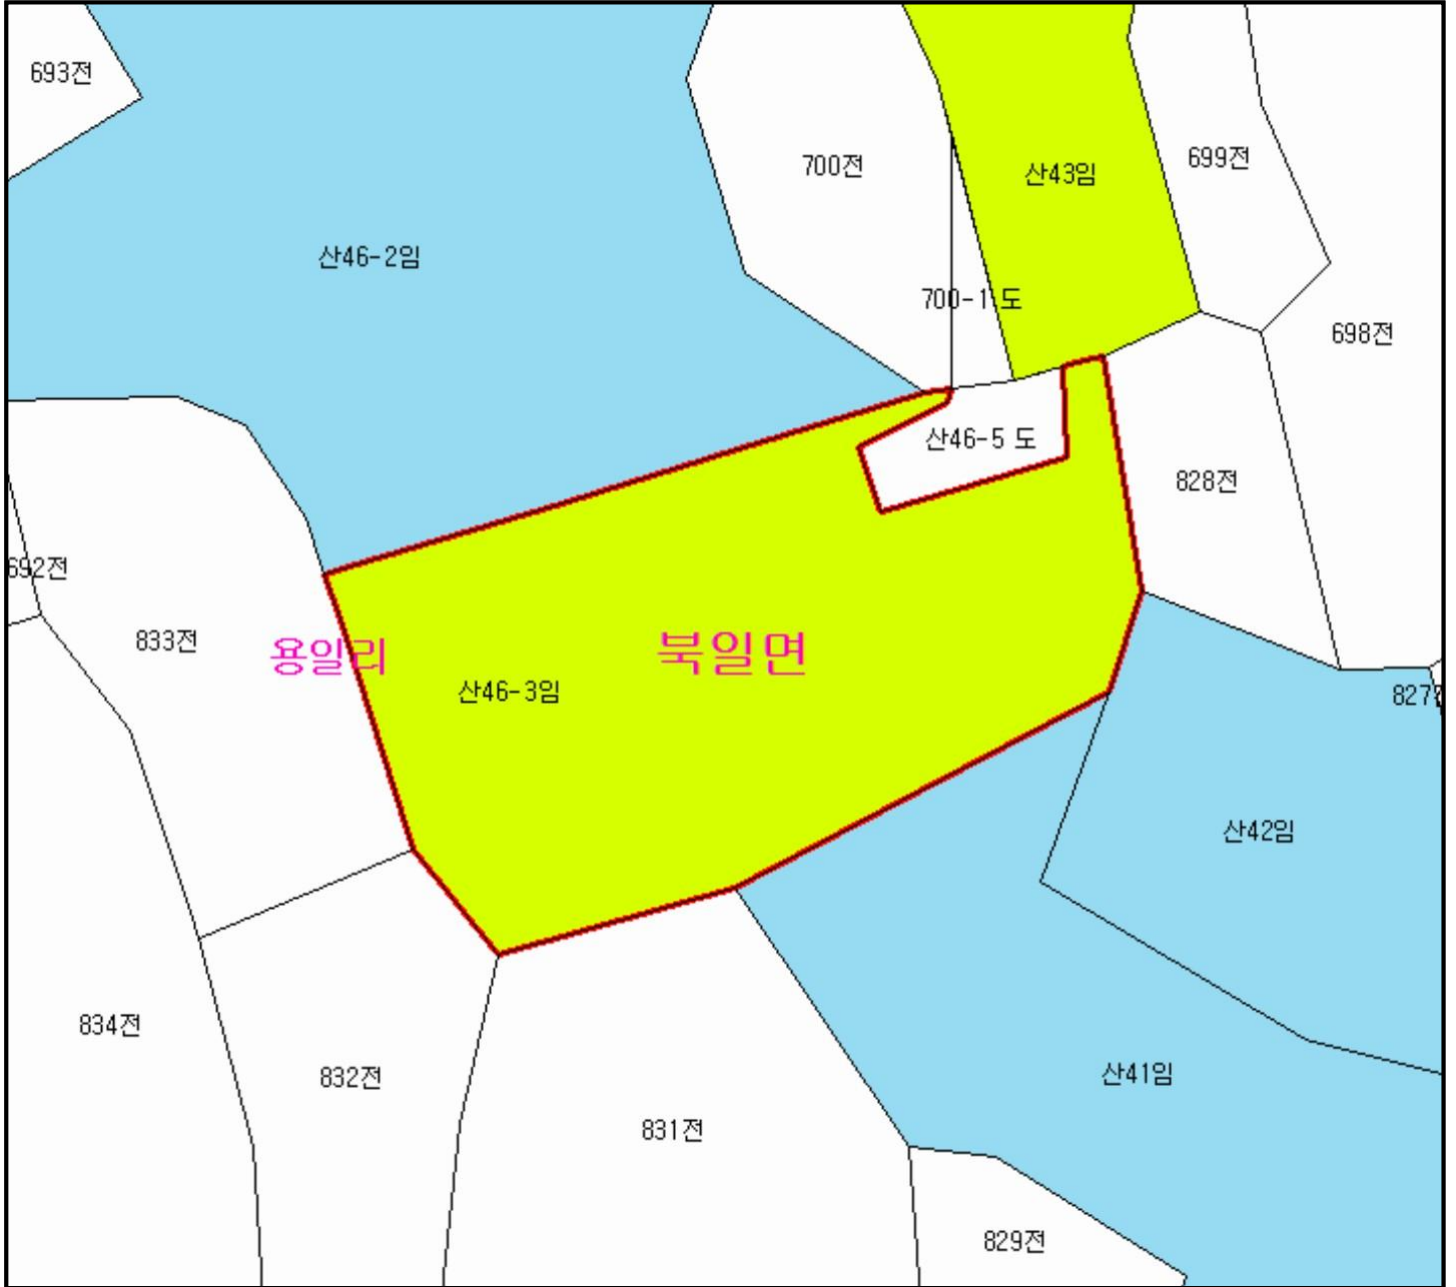 693전
700전
699전
산43임
산46-2임
700-1 도
698전
산46-5 도
828전
692전
833전
용일리
북일면
산46-3임
827
산42임
834전
832전
산41임
831전
829전